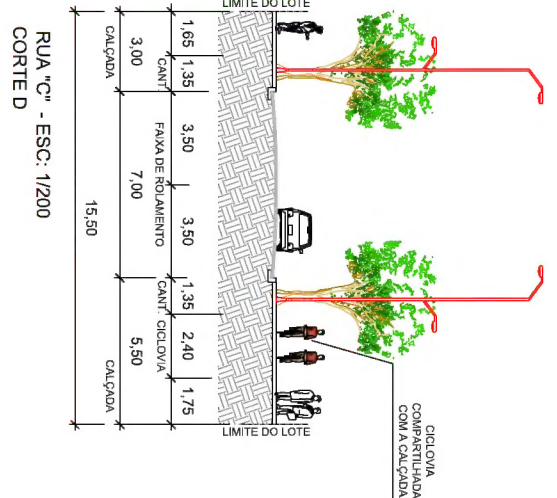 LIMITE DO LOTE
CICLOVIA
COMPARTILHADA
COM A CALÇADA
LIMITE DO LOTE
1,65 1,35 3,50 3,50 1,35 2,40 1,75
CANT. FAIXA DE ROLAMENTO CANT. CICLOVIA
3,00 7,00 5,50
CALÇADA CALÇADA
15,50
RUA "C" - ESC: 1/200
CORTE D